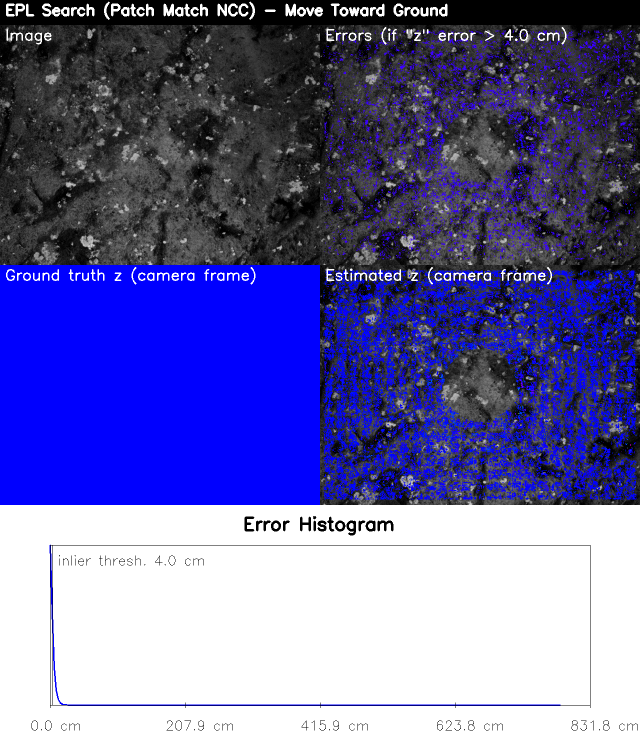 EPL Search (Patch Match NCC) – Move Toward Ground
Image
Errors (if "z" error > 4.0 cm)
Ground truth z (camera frame)
Estimated z (camera frame)
Error Histogram
inlier thresh. 4.0 cm
0.0 cm 207.9 cm 415.9 cm 623.8 cm 831.8 cm